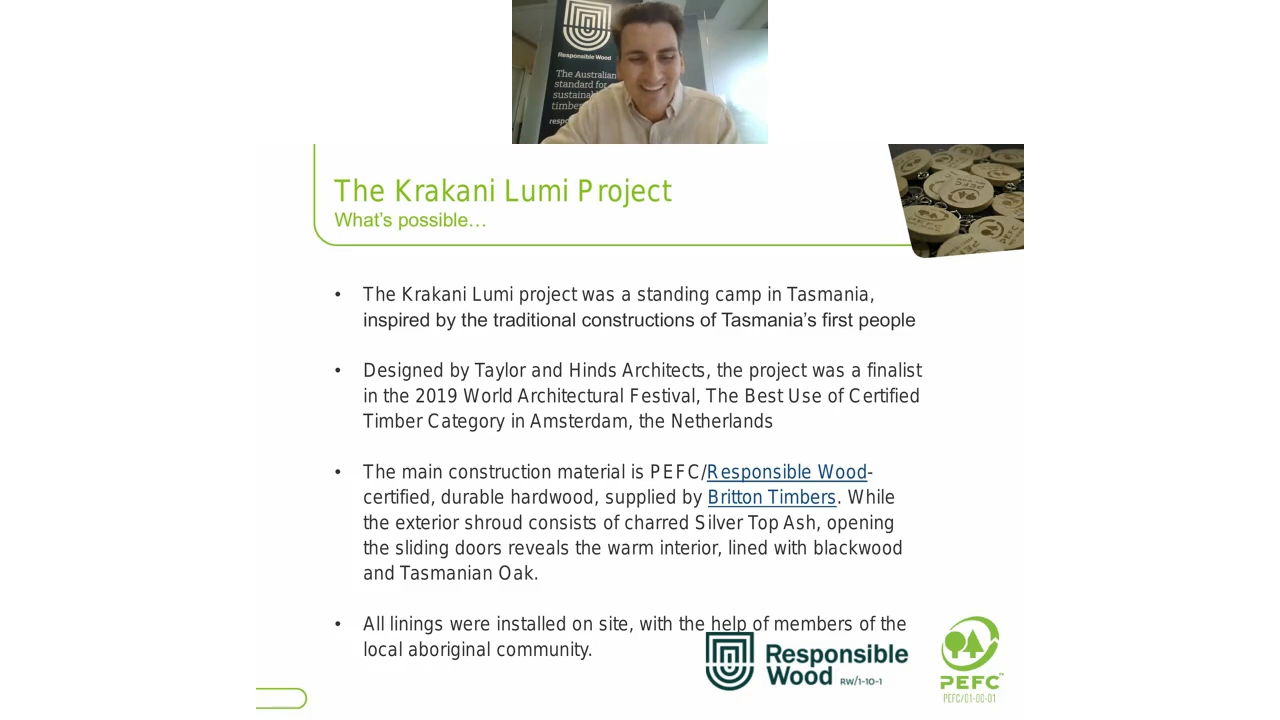 Responsible Wood
The Australian
standard for
sustaina
timbe
respo
The Krakani Lumi Project
What's possible…
PEFC
PEFC
• The Krakani Lumi project was a standing camp in Tasmania,
inspired by the traditional constructions of Tasmania's first people
• Designed by Taylor and Hinds Architects, the project was a finalist
in the 2019 World Architectural Festival, The Best Use of Certified
Timber Category in Amsterdam, the Netherlands
• The main construction material is PEFC/Responsible Wood-
certified, durable hardwood, supplied by Britton Timbers. While
the exterior shroud consists of charred Silver Top Ash, opening
the sliding doors reveals the warm interior, lined with blackwood
and Tasmanian Oak.
• All linings were installed on site, with the help of members of the
local aboriginal community.
Responsible
Wood RW/1-10-1
PEFC™
PEFC/01-00-01